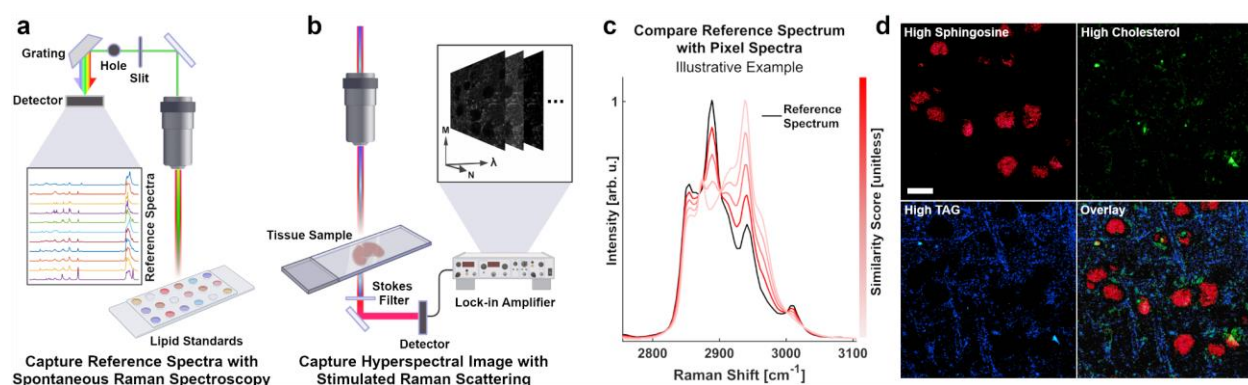 a
Grating
Hole
Slit
Detector
Reference Spectra
Lipid Standards
Capture Reference Spectra with
Spontaneous Raman Spectroscopy
b
M
N
λ
...
Tissue Sample
Stokes
Filter
Lock-in Amplifier
Detector
Capture Hyperspectral Image with
Stimulated Raman Scattering
c
Compare Reference Spectrum
with Pixel Spectra
Illustrative Example
1
Reference
Spectrum
Intensity [arb. u.]
Similarity Score [unitless]
2800 2900 3000 3100
Raman Shift [cm⁻¹]
d
High Sphingosine
High Cholesterol
High TAG
Overlay